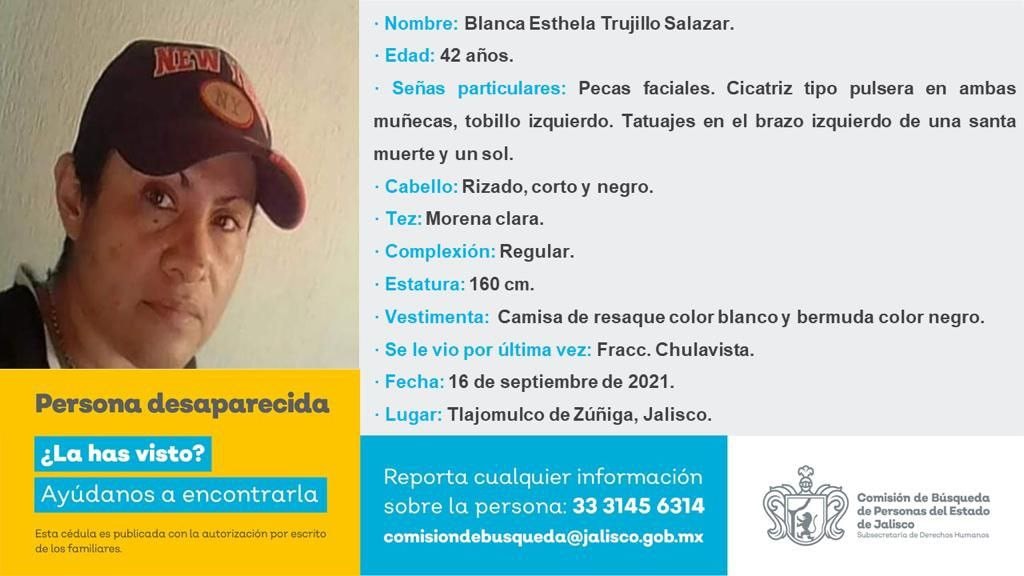 NEW Y
NY
· Nombre: Blanca Esthela Trujillo Salazar.
· Edad: 42 años.
· Señas particulares: Pecas faciales. Cicatriz tipo pulsera en ambas
muñecas, tobillo izquierdo. Tatuajes en el brazo izquierdo de una santa
muerte y un sol.
· Cabello: Rizado, corto y negro.
· Tez: Morena clara.
· Complexión: Regular.
· Estatura: 160 cm.
· Vestimenta: Camisa de resaque color blanco y bermuda color negro.
· Se le vio por última vez: Fracc. Chulavista.
· Fecha: 16 de septiembre de 2021.
· Lugar: Tlajomulco de Zúñiga, Jalisco.
Persona desaparecida
¿La has visto?
Ayúdanos a encontrarla
Esta cédula es publicada con la autorización por escrito
de los familiares.
Reporta cualquier información
sobre la persona: 33 3145 6314
comisiondebusqueda@jalisco.gob.mx
Comisión de Búsqueda
de Personas del Estado
de Jalisco
Subsecretaría de Derechos Humanos